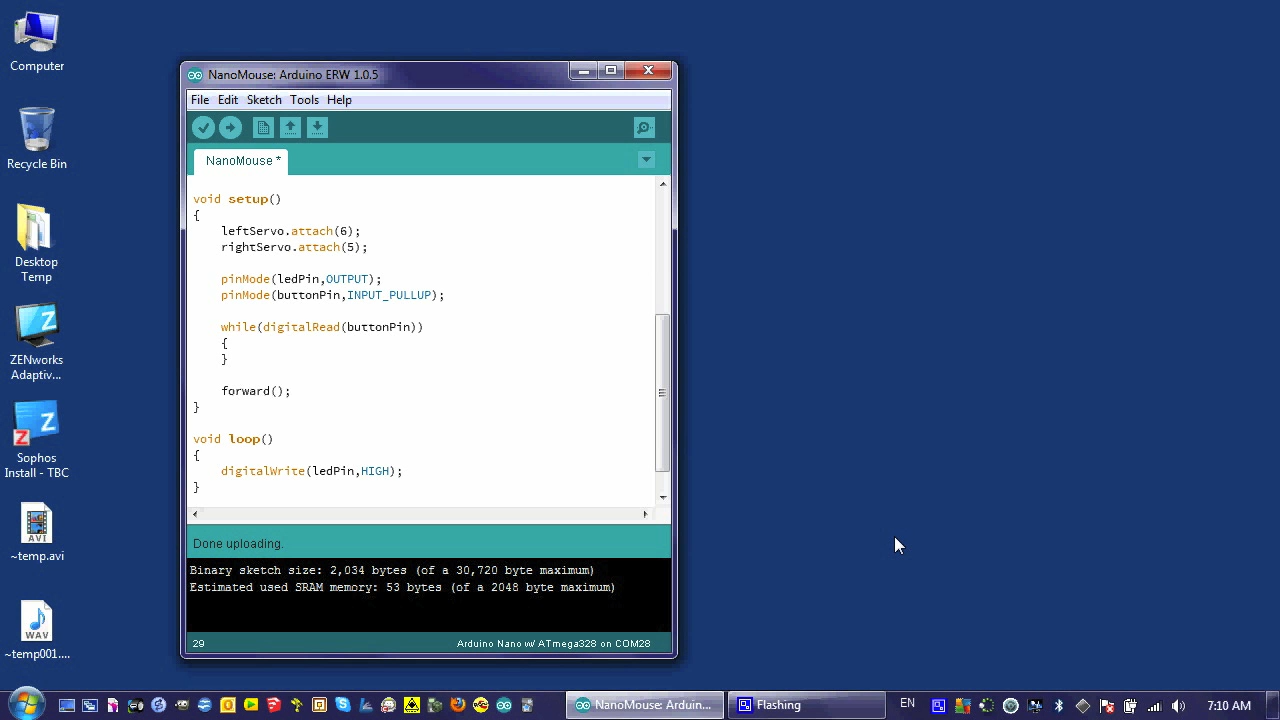 Computer
Recycle Bin
Desktop
Temp
ZENworks
Adaptiv...
Sophos
Install - TBC
AVI
~temp.avi
WAV
~temp001....
NanoMouse: Arduino ERW 1.0.5
File Edit Sketch Tools Help
NanoMouse *
void setup()
{
leftServo.attach(6);
rightServo.attach(5);
pinMode(ledPin,OUTPUT);
pinMode(buttonPin,INPUT_PULLUP);
while(digitalRead(buttonPin))
{
}
forward();
}
void loop()
{
digitalWrite(ledPin,HIGH);
}
Done uploading.
Binary sketch size: 2,034 bytes (of a 30,720 byte maximum)
Estimated used SRAM memory: 53 bytes (of a 2048 byte maximum)
29 Arduino Nano w/ ATmega328 on COM28
NanoMouse: Arduin... Flashing EN 7:10 AM